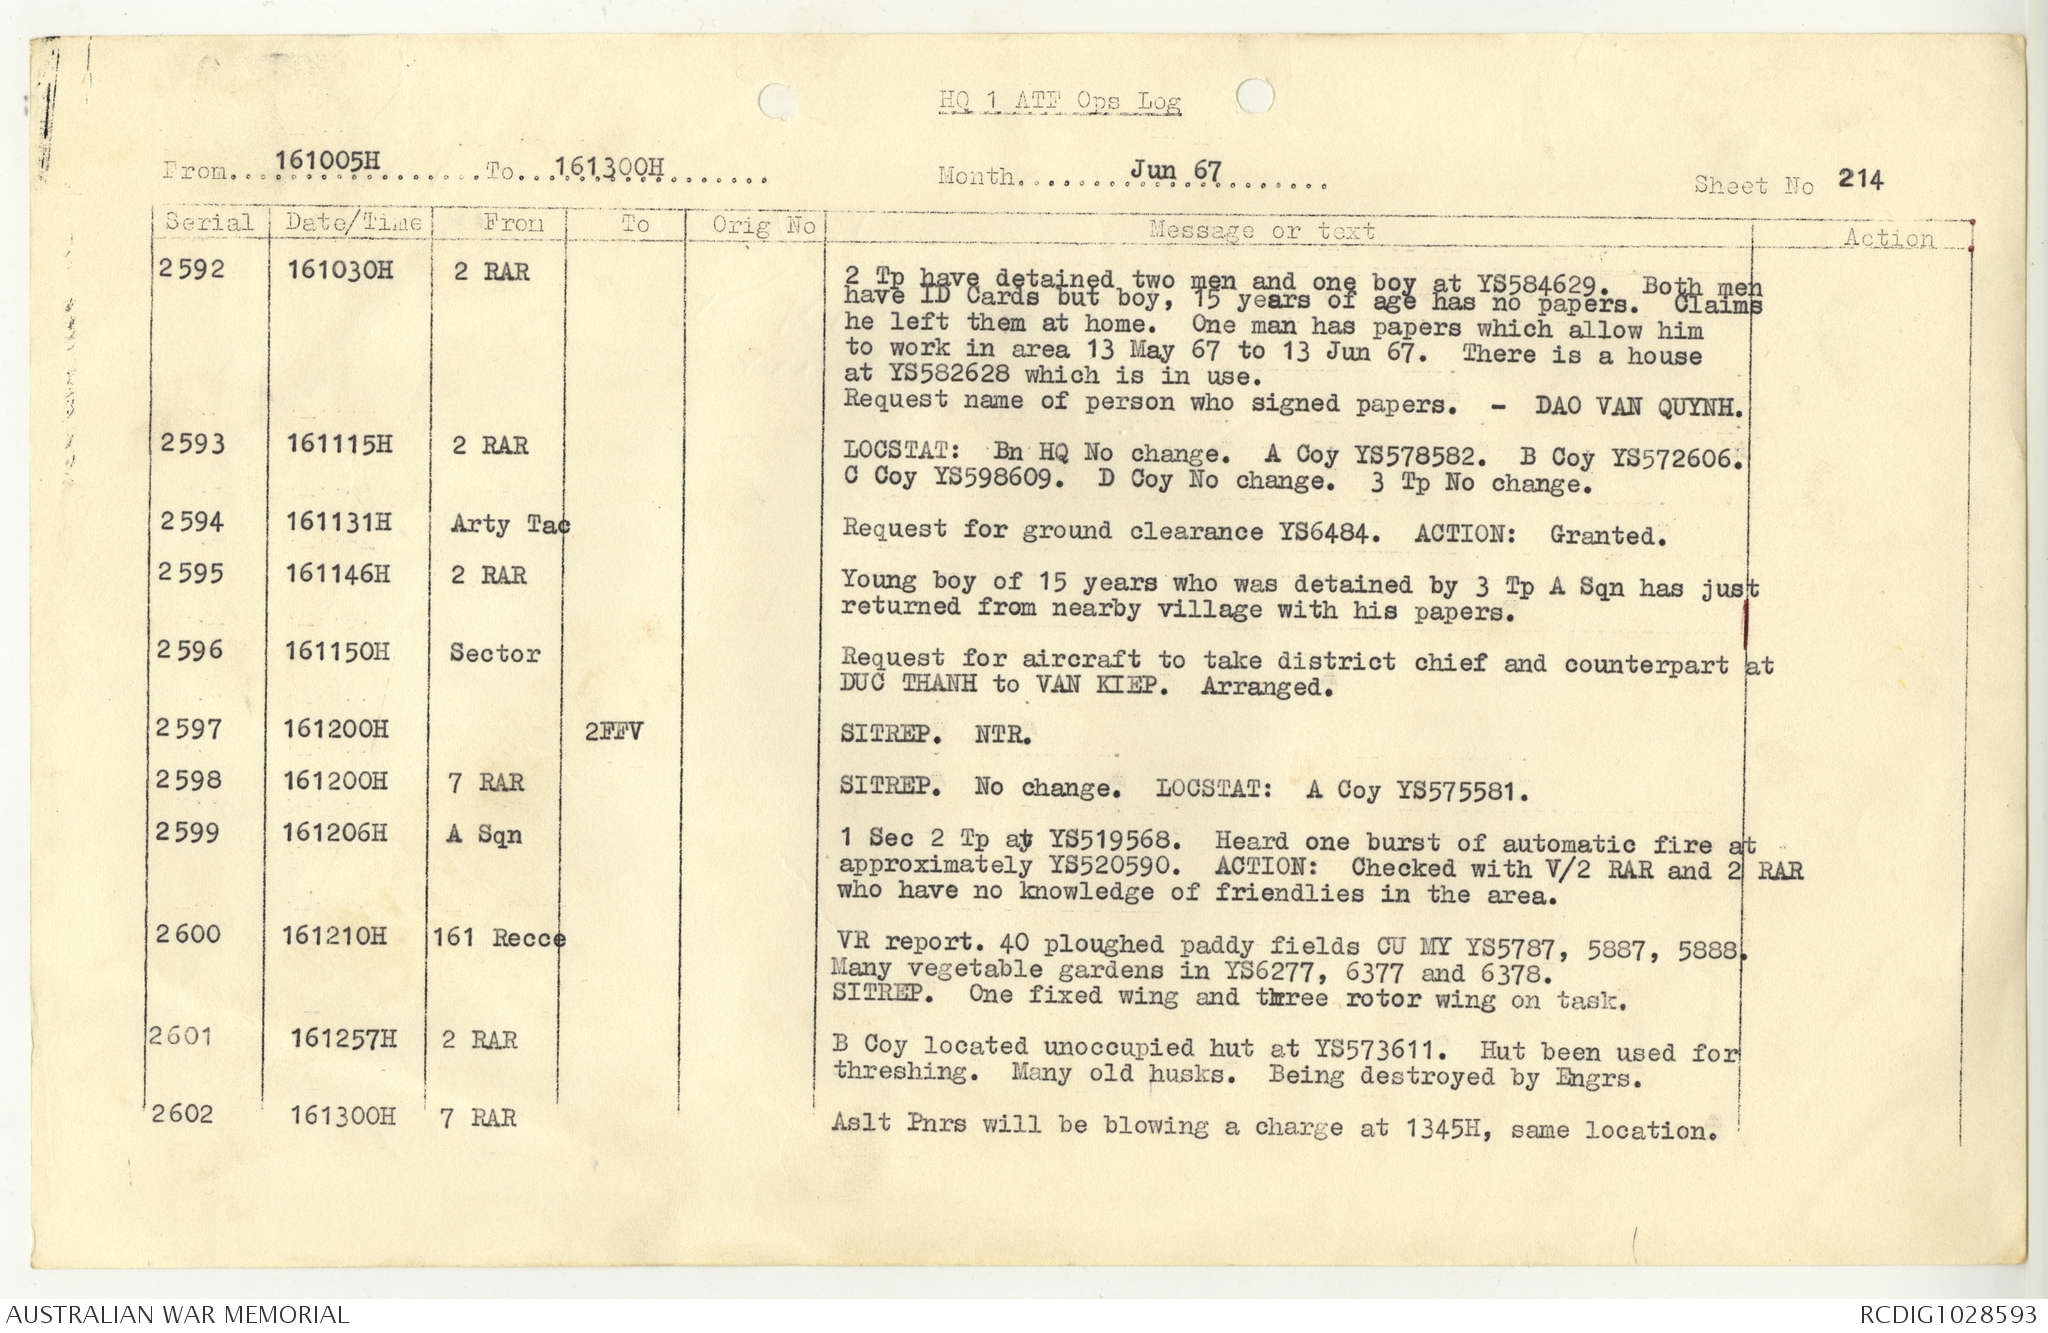 HQ 1 ATF Ops Log
From 161005H To 161300H Month Jun 67 Sheet No 214
Serial Date/Time From To Orig No Message or text Action
2592 161030H 2 RAR 2 Tp have detained two men and one boy at YS584629. Both men
have ID Cards but boy, 15 years of age has no papers. Claims
he left them at home. One man has papers which allow him
to work in area 13 May 67 to 13 Jun 67. There is a house
at YS582628 which is in use.
Request name of person who signed papers. - DAO VAN QUYNH.
2593 161115H 2 RAR LOCSTAT: Bn HQ No change. A Coy YS578582. B Coy YS572606.
C Coy YS598609. D Coy No change. 3 Tp No change.
2594 161131H Arty Tac Request for ground clearance YS6484. ACTION: Granted.
2595 161146H 2 RAR Young boy of 15 years who was detained by 3 Tp A Sqn has just
returned from nearby village with his papers.
2596 161150H Sector Request for aircraft to take district chief and counterpart at
DUC THANH to VAN KIEP. Arranged.
2597 161200H 2FFV SITREP. NTR.
2598 161200H 7 RAR SITREP. No change. LOCSTAT: A Coy YS575581.
2599 161206H A Sqn 1 Sec 2 Tp at YS519568. Heard one burst of automatic fire at
approximately YS520590. ACTION: Checked with V/2 RAR and 2 RAR
who have no knowledge of friendlies in the area.
2600 161210H 161 Recce VR report. 40 ploughed paddy fields CU MY YS5787, 5887, 5888.
Many vegetable gardens in YS6277, 6377 and 6378.
SITREP. One fixed wing and three rotor wing on task.
2601 161257H 2 RAR B Coy located unoccupied hut at YS573611. Hut been used for
threshing. Many old husks. Being destroyed by Engrs.
2602 161300H 7 RAR Aslt Pnrs will be blowing a charge at 1345H, same location.
AUSTRALIAN WAR MEMORIAL RCDIG1028593